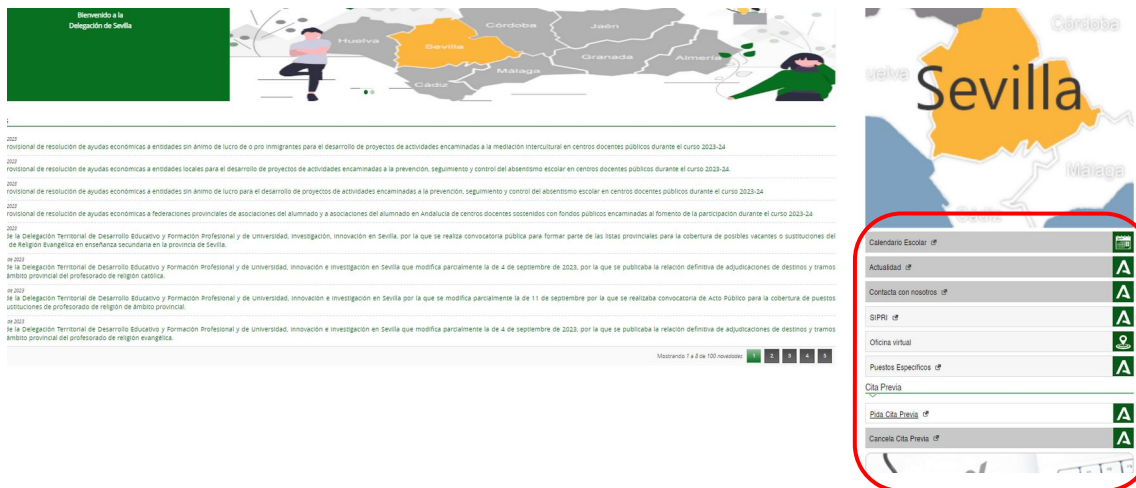 Bienvenido a la
Delegación de Sevilla
Huelva
Sevilla
Córdoba
Jaén
Granada
Almería
Málaga
Cádiz
2023
rovisional de resolución de ayudas económicas a entidades sin ánimo de lucro de o pro inmigrantes para el desarrollo de proyectos de actividades encaminadas a la mediación intercultural en centros docentes públicos durante el curso 2023-24
2023
rovisional de resolución de ayudas económicas a entidades locales para el desarrollo de proyectos de actividades encaminadas a la prevención, seguimiento y control del absentismo escolar en centros docentes públicos durante el curso 2023-24.
2023
rovisional de resolución de ayudas económicas a entidades sin ánimo de lucro para el desarrollo de proyectos de actividades encaminadas a la prevención, seguimiento y control del absentismo escolar en centros docentes públicos durante el curso 2023-24
2023
rovisional de resolución de ayudas económicas a federaciones provinciales de asociaciones del alumnado y a asociaciones del alumnado en Andalucía de centros docentes sostenidos con fondos públicos encaminadas al fomento de la participación durante el curso 2023-24
2023
de la Delegación Territorial de Desarrollo Educativo y Formación Profesional y de Universidad, Investigación, Innovación en Sevilla, por la que se realiza convocatoria pública para formar parte de las listas provinciales para la cobertura de posibles vacantes o sustituciones del
de Religión Evangélica en enseñanza secundaria en la provincia de Sevilla.
de 2023
de la Delegación Territorial de Desarrollo Educativo y Formación Profesional y de Universidad, Innovación e Investigación en Sevilla que modifica parcialmente la de 4 de septiembre de 2023, por la que se publicaba la relación definitiva de adjudicaciones de destinos y tramos
ámbito provincial del profesorado de religión católica.
de 2023
de la Delegación Territorial de Desarrollo Educativo y Formación Profesional y de Universidad, Innovación e Investigación en Sevilla por la que se modifica parcialmente la de 11 de septiembre por la que se realizaba convocatoria de Acto Público para la cobertura de puestos
ustituciones de profesorado de religión de ámbito provincial.
de 2023
de la Delegación Territorial de Desarrollo Educativo y Formación Profesional y de Universidad, Innovación e Investigación en Sevilla que modifica parcialmente la de 4 de septiembre de 2023, por la que se publicaba la relación definitiva de adjudicaciones de destinos y tramos
ámbito provincial del profesorado de religión evangélica.
Mostrando 1 a 8 de 100 novedades 1 2 3 4 5
Córdoba
uelva
Sevilla
Málaga
Cádiz
Calendario Escolar
Actualidad
Contacta con nosotros
SIPRI
Oficina virtual
Puestos Específicos
Cita Previa
Pida Cita Previa
Cancela Cita Previa